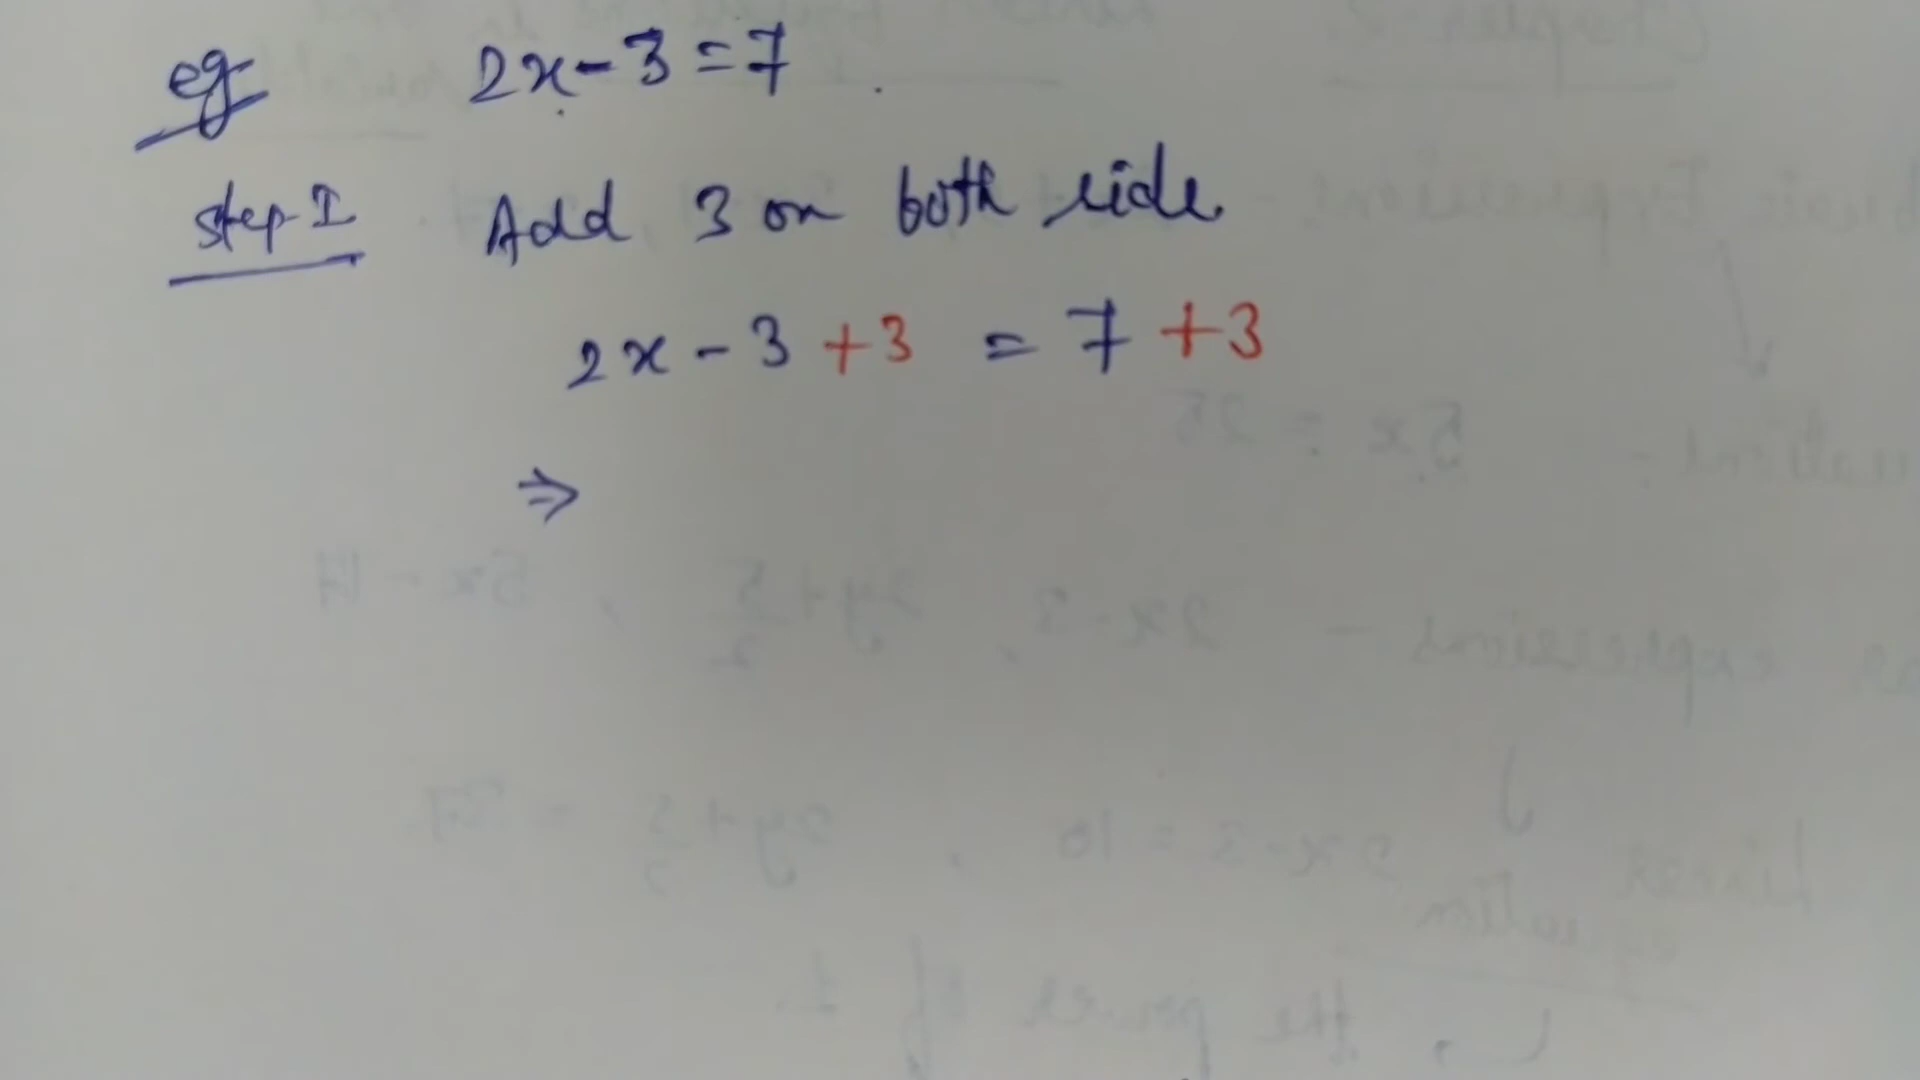 eg 2x - 3 = 7
step-I Add 3 on both side
2x - 3 + 3 = 7 + 3
⇒